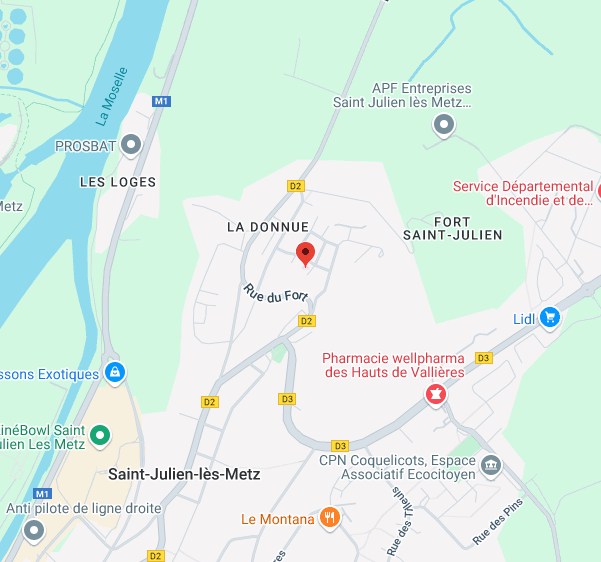 La Moselle
M1
APF Entreprises
Saint Julien lès Metz…
PROSBAT
LES LOGES
Metz
D2
Service Départemental
d'Incendie et de…
LA DONNUE
FORT
SAINT-JULIEN
Rue du Fort
D2
Lidl
Pharmacie wellpharma
des Hauts de Vallières
D3
ssons Exotiques
D2
D3
CinéBowl Saint
ulien Les Metz
D3
Saint-Julien-lès-Metz
CPN Coquelicots, Espace
Associatif Ecocitoyen
M1
Anti pilote de ligne droite
Le Montana
Rue des Tilleuls
Rue des Pins
D2
res